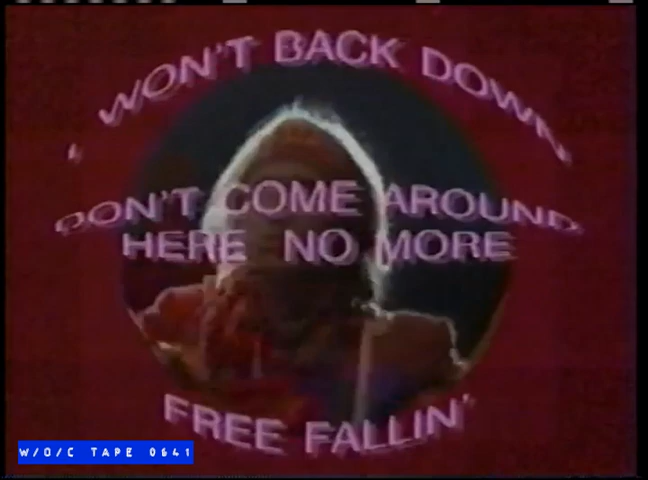 I WON'T BACK DOWN
DON'T COME AROUND
HERE NO MORE
FREE FALLIN'
W/O/C TAPE 0641